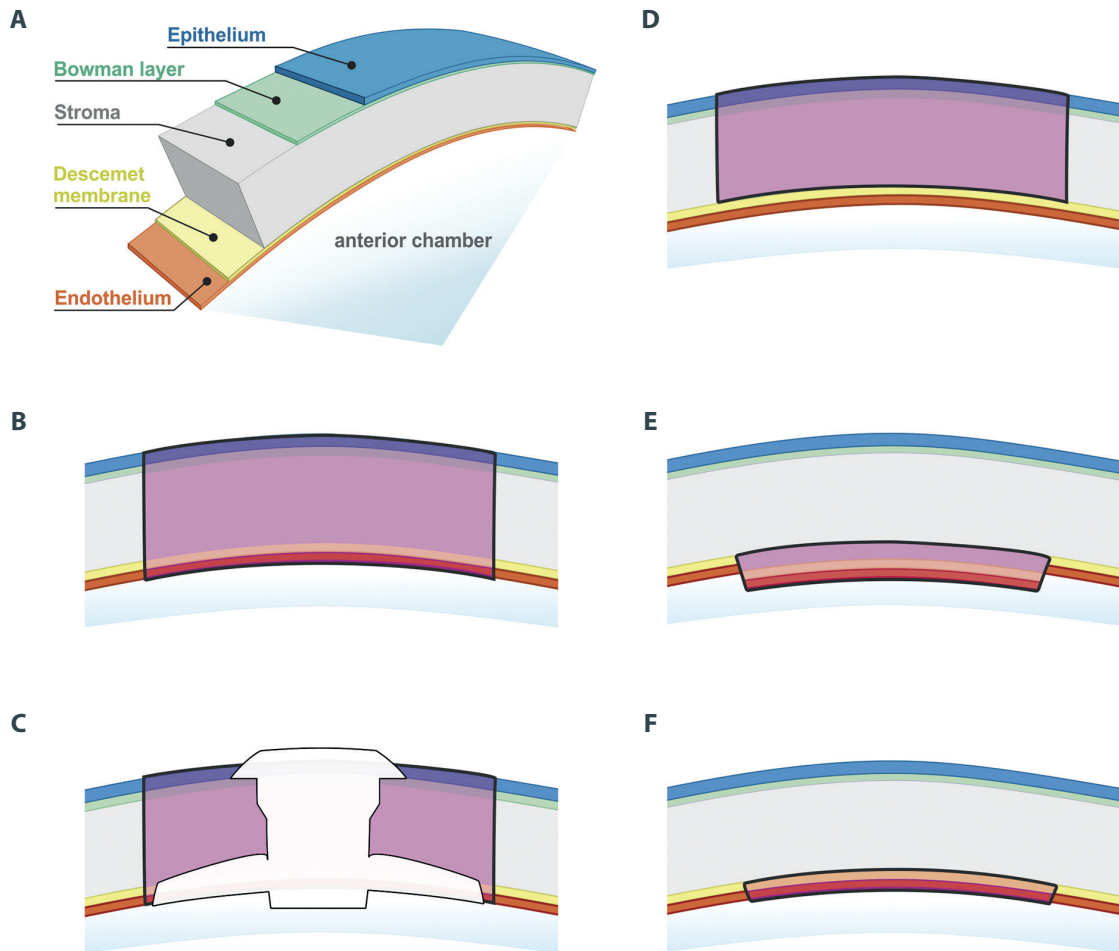 A
Epithelium
Bowman layer
Stroma
Descemet
membrane
Endothelium
anterior chamber
D
B
E
C
F